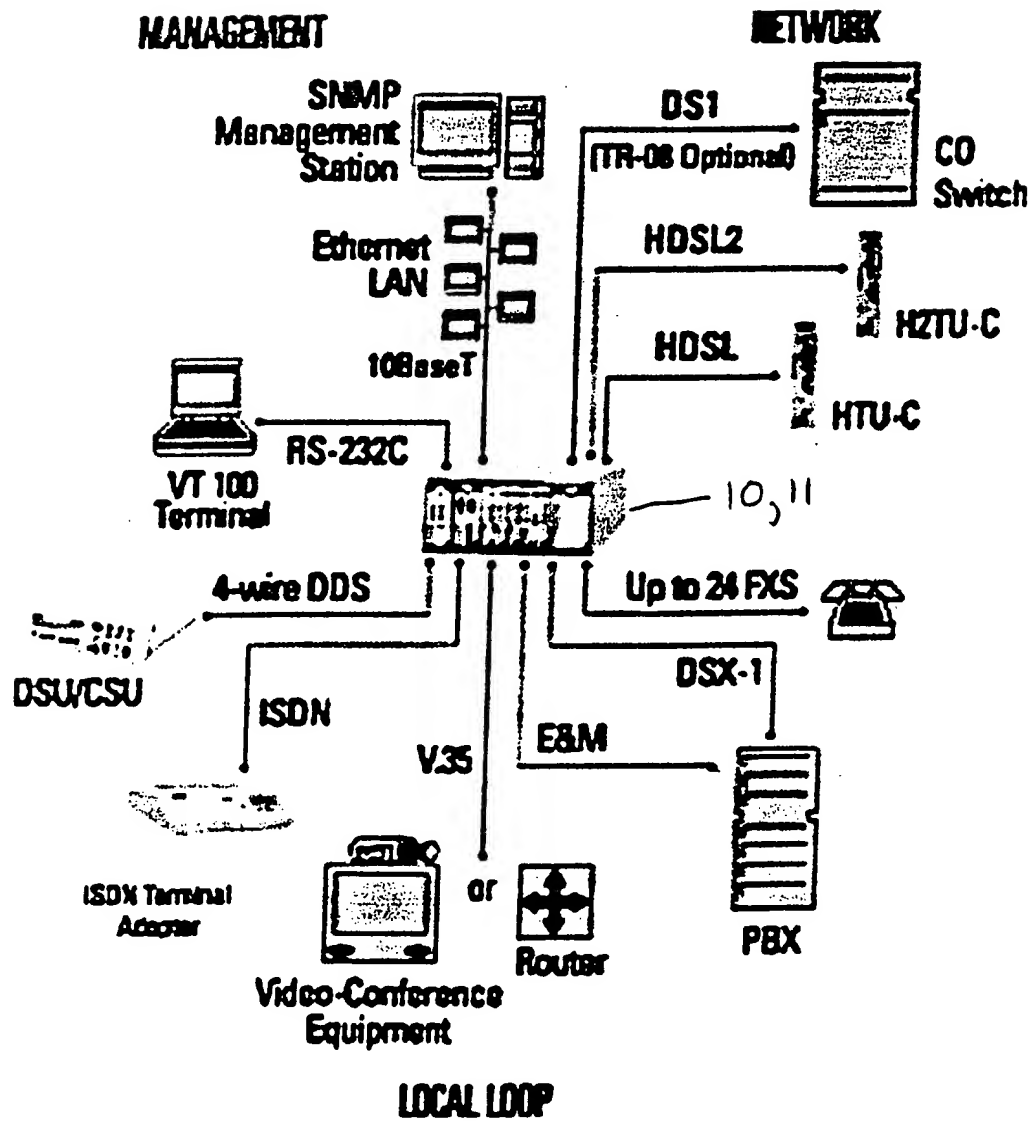 MANAGEMENT
NETWORK
SNMP
Management
Station
DS1
(TR-08 Optional)
CO
Switch
Ethernet
LAN
HDSL2
H2TU-C
10BaseT
HDSL
HTU-C
RS-232C
VT 100
Terminal
10, 11
4-wire DDS
Up to 24 FXS
DSU/CSU
DSX-1
ISDN
E&M
V.35
ISDN Terminal
Adapter
or
PBX
Router
Video-Conference
Equipment
LOCAL LOOP